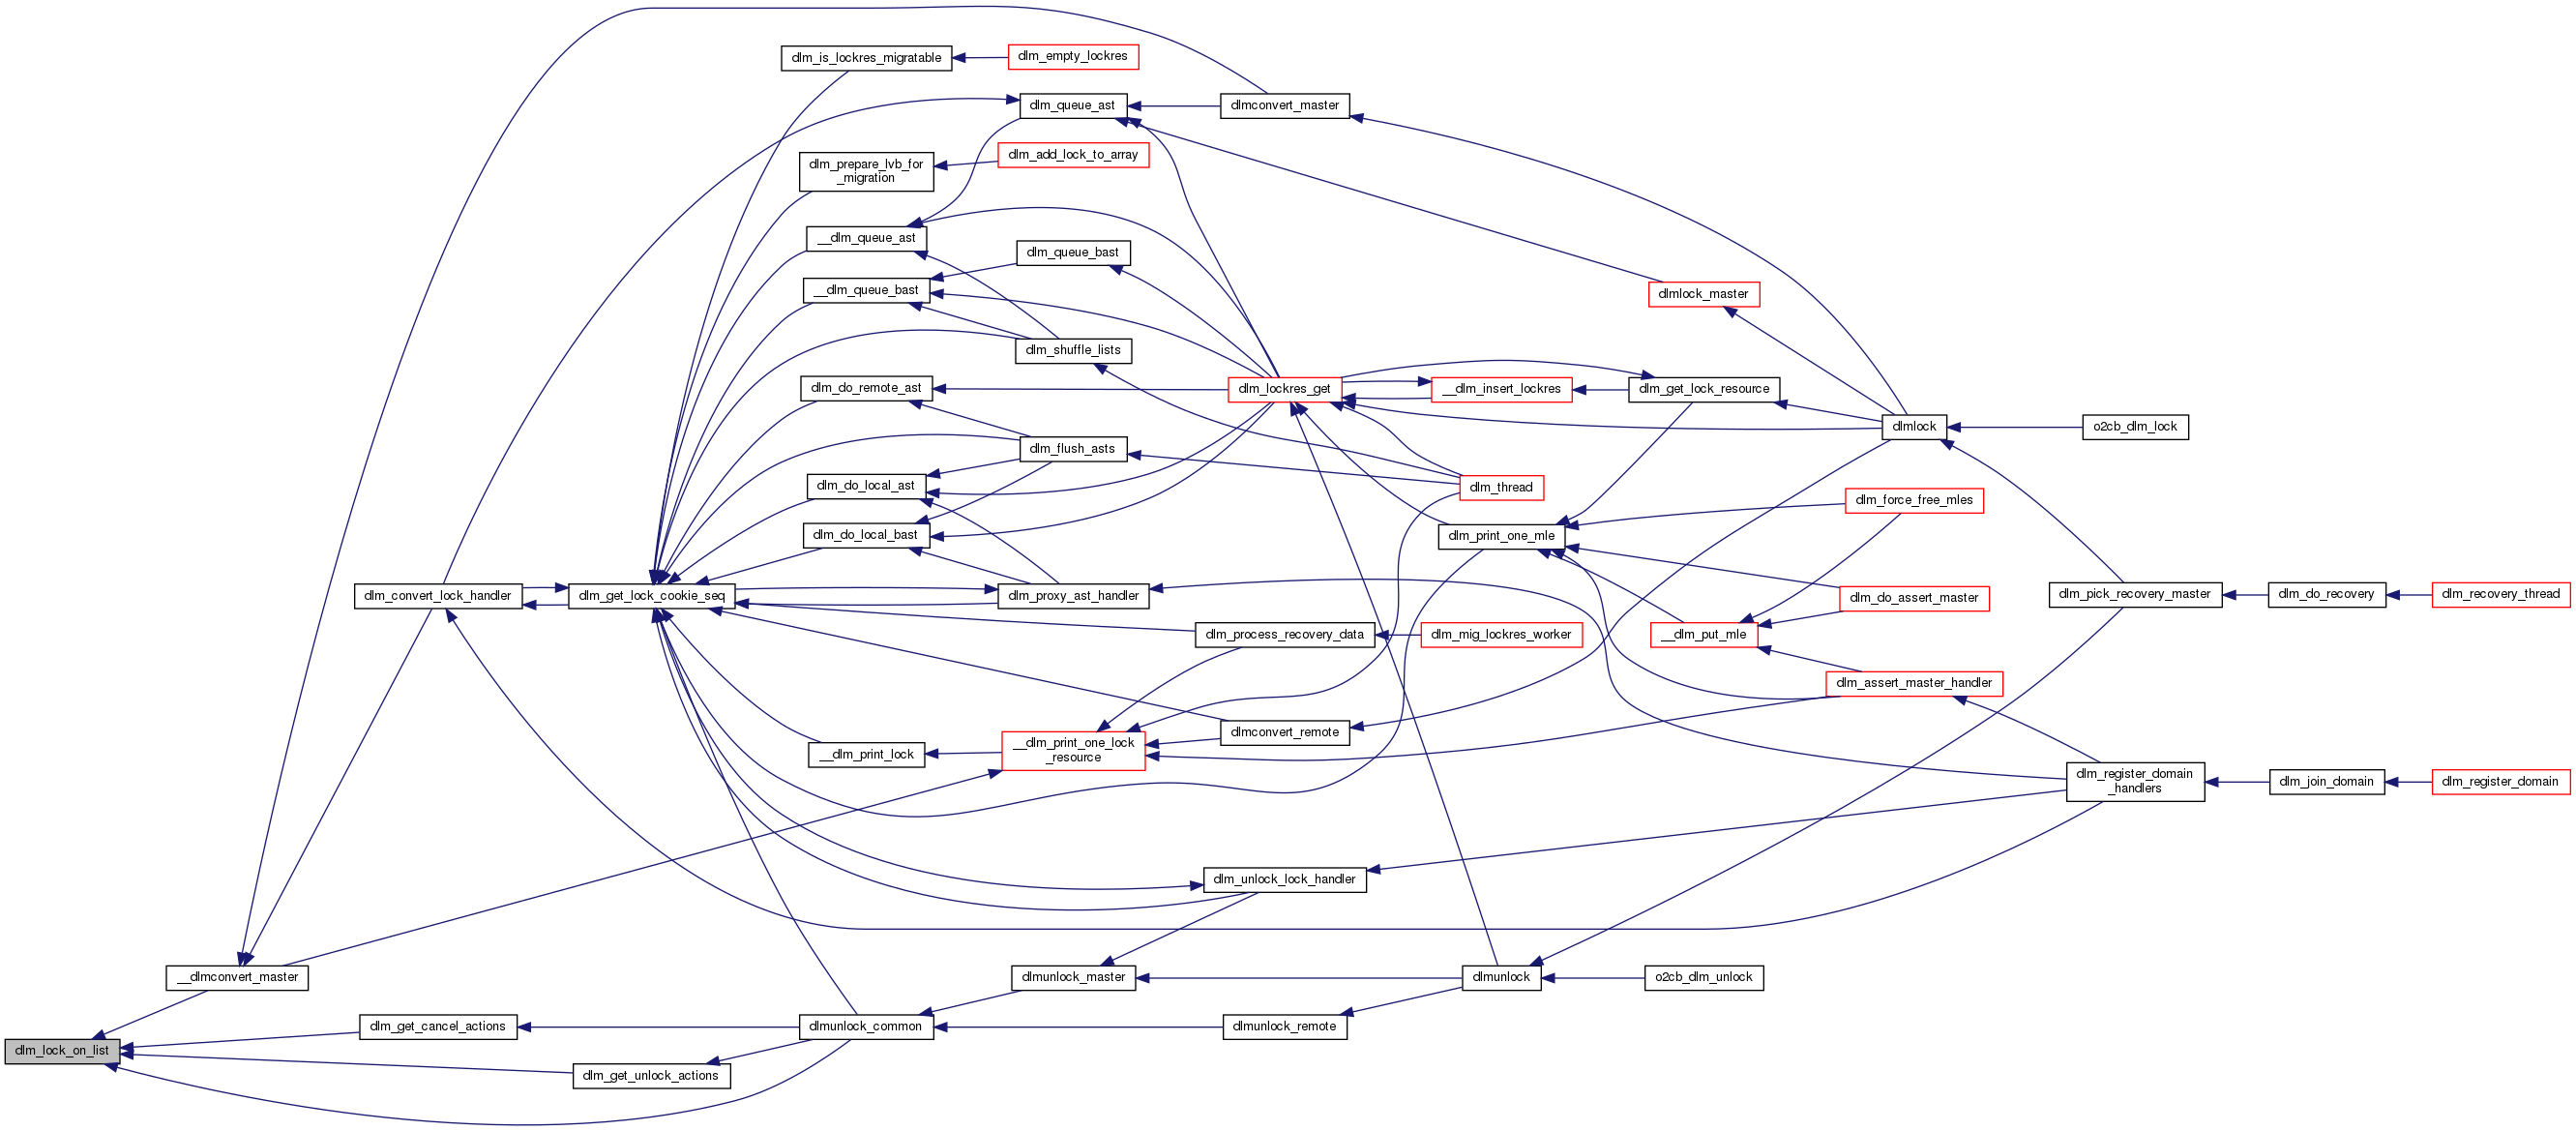 dlm_is_lockres_migratable
dlm_empty_lockres
dlm_queue_ast
dlmconvert_master
dlm_prepare_lvb_for
_migration
dlm_add_lock_to_array
__dlm_queue_ast
dlm_queue_bast
__dlm_queue_bast
dlmlock_master
dlm_shuffle_lists
dlm_do_remote_ast
dlm_lockres_get
__dlm_insert_lockres
dlm_get_lock_resource
dlmlock
o2cb_dlm_lock
dlm_flush_asts
dlm_do_local_ast
dlm_thread
dlm_force_free_mles
dlm_do_local_bast
dlm_print_one_mle
dlm_convert_lock_handler
dlm_get_lock_cookie_seq
dlm_proxy_ast_handler
dlm_do_assert_master
dlm_pick_recovery_master
dlm_do_recovery
dlm_recovery_thread
dlm_process_recovery_data
dlm_mig_lockres_worker
__dlm_put_mle
dlm_assert_master_handler
dlmconvert_remote
__dlm_print_lock
__dlm_print_one_lock
_resource
dlm_register_domain
_handlers
dlm_join_domain
dlm_register_domain
dlm_unlock_lock_handler
__dlmconvert_master
dlmunlock_master
dlmunlock
o2cb_dlm_unlock
dlm_get_cancel_actions
dlmunlock_common
dlmunlock_remote
dlm_lock_on_list
dlm_get_unlock_actions